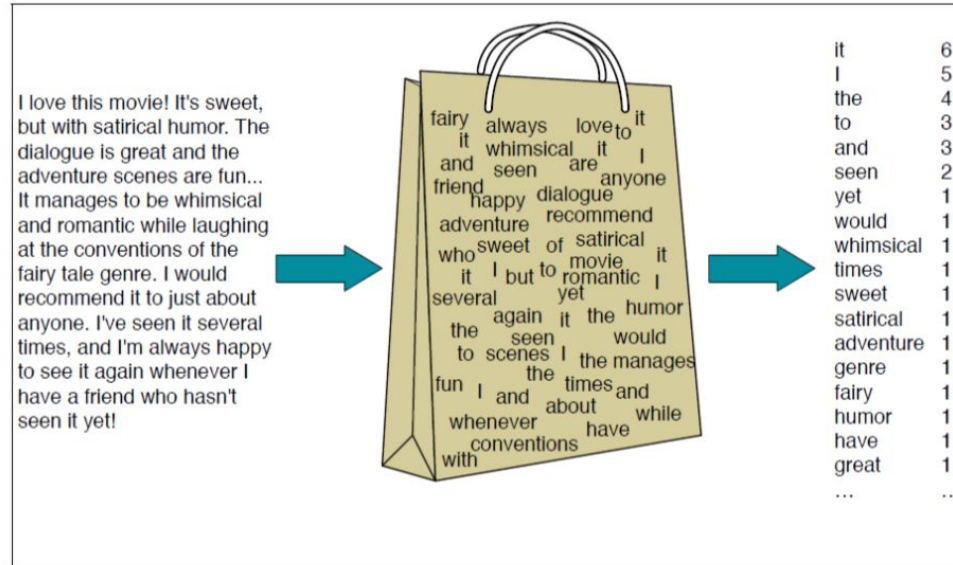 I love this movie! It's sweet,
but with satirical humor. The
dialogue is great and the
adventure scenes are fun...
It manages to be whimsical
and romantic while laughing
at the conventions of the
fairy tale genre. I would
recommend it to just about
anyone. I've seen it several
times, and I'm always happy
to see it again whenever I
have a friend who hasn't
seen it yet!
fairy always love to it
it whimsical it I
and seen are anyone
friend happy dialogue
adventure recommend
who sweet of satirical it
it I but to movie romantic I
several yet
again it the humor
the seen would
to scenes I the manages
fun I and the times and
whenever about have while
conventions
with
it 6
I 5
the 4
to 3
and 3
seen 2
yet 1
would 1
whimsical 1
times 1
sweet 1
satirical 1
adventure 1
genre 1
fairy 1
humor 1
have 1
great 1
... ..